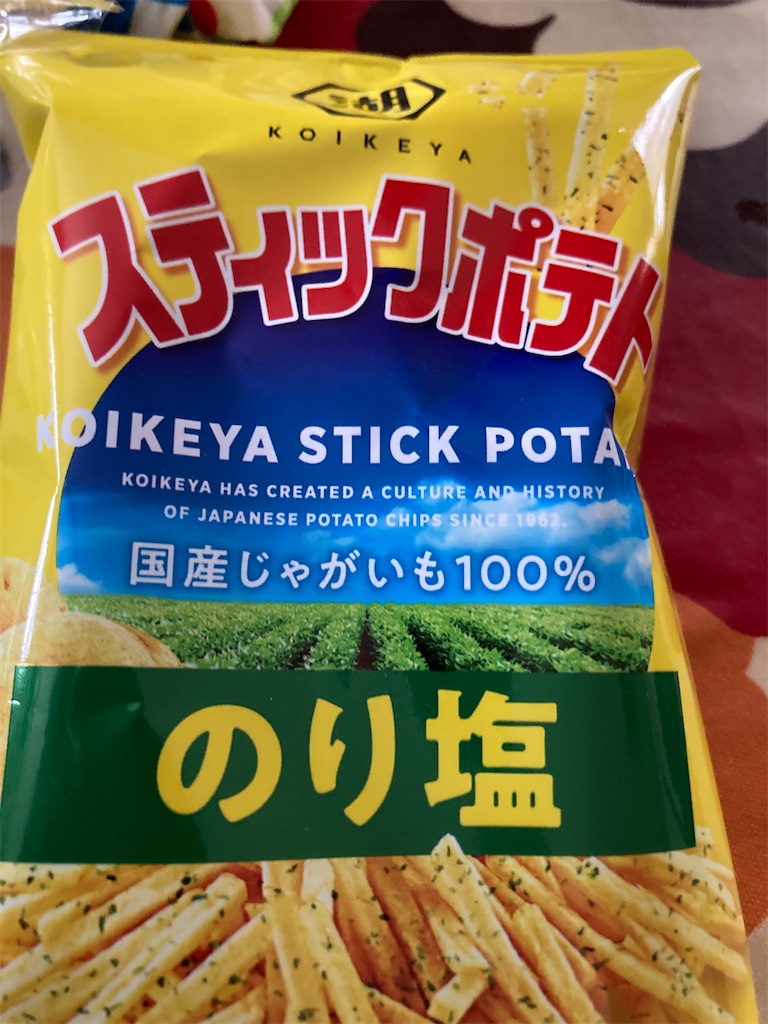 湖
KOIKEYA
スティックポテト
KOIKEYA STICK POTA
KOIKEYA HAS CREATED A CULTURE AND HISTORY
OF JAPANESE POTATO CHIPS SINCE 1962.
国産じゃがいも100%
のり塩